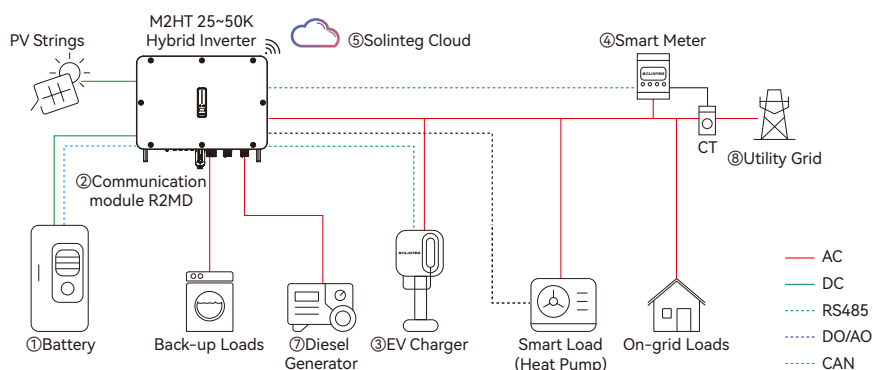 M2HT 25~50K
Hybrid Inverter
PV Strings
⑤Solinteg Cloud
④Smart Meter
SOLINTEG
CT
⑧Utility Grid
②Communication
module R2MD
SOLINTEG
①Battery
Back-up Loads
⑦Diesel
Generator
③EV Charger
Smart Load
(Heat Pump)
On-grid Loads
AC
DC
RS485
DO/AO
CAN